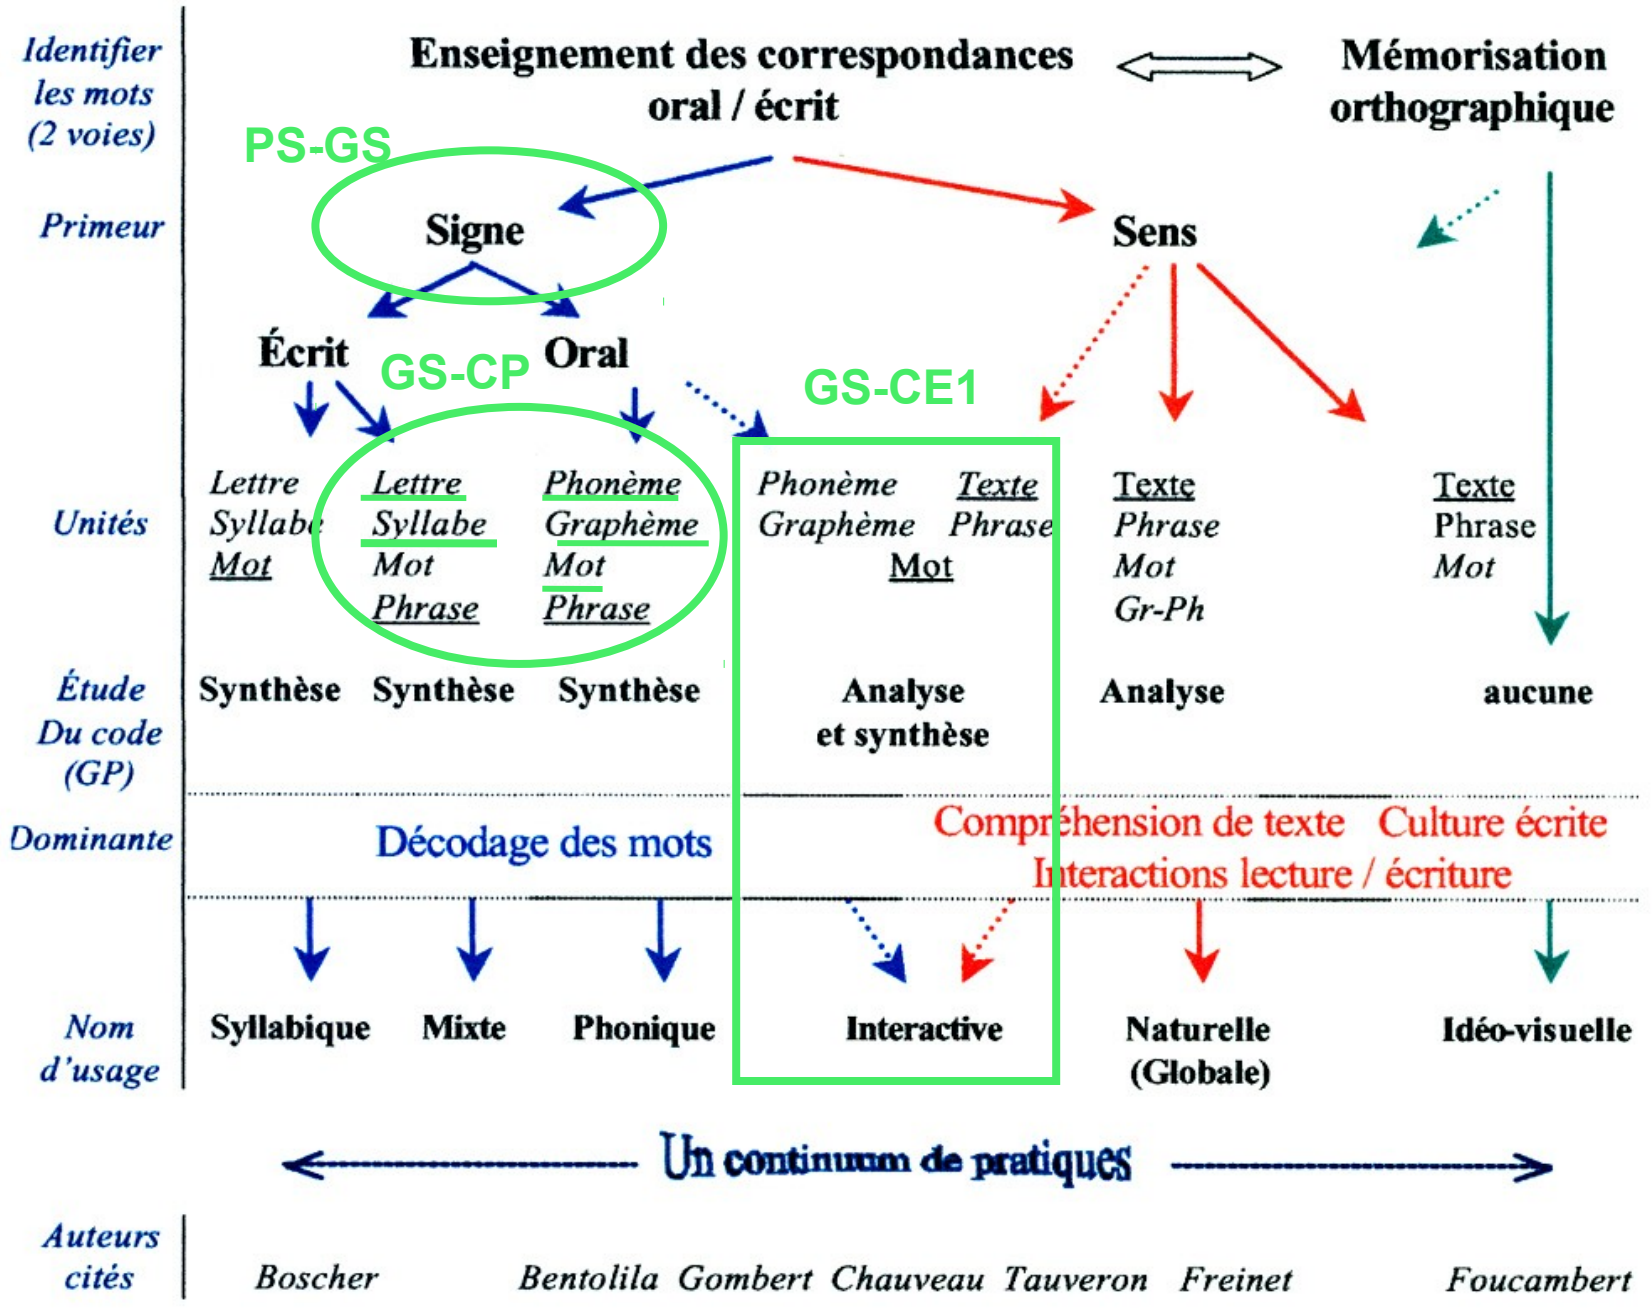 Identifier
les mots
(2 voies)
Enseignement des correspondances
oral / écrit
Mémorisation
orthographique
PS-GS
Primeur
Signe
Sens
Écrit
Oral
GS-CP
GS-CE1
Unités
Lettre
Syllabe
Mot
Lettre
Syllabe
Mot
Phrase
Phonème
Graphème
Mot
Phrase
Phonème
Graphème
Texte
Phrase
Mot
Texte
Phrase
Mot
Gr-Ph
Texte
Phrase
Mot
Étude
Du code
(GP)
Synthèse
Synthèse
Synthèse
Analyse
et synthèse
Analyse
aucune
Dominante
Décodage des mots
Compréhension de texte Culture écrite
Interactions lecture / écriture
Nom
d'usage
Syllabique
Mixte
Phonique
Interactive
Naturelle
(Globale)
Idéo-visuelle
Un continuum de pratiques
Auteurs
cités
Boscher
Bentolila
Gombert
Chauveau
Tauveron
Freinet
Foucambert